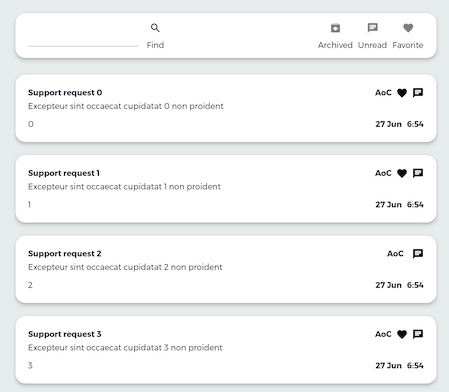 Find
Archived Unread Favorite
Support request 0 AoC
Excepteur sint occaecat cupidatat 0 non proident
0 27 Jun 6:54
Support request 1 AoC
Excepteur sint occaecat cupidatat 1 non proident
1 27 Jun 6:54
Support request 2 AoC
Excepteur sint occaecat cupidatat 2 non proident
2 27 Jun 6:54
Support request 3 AoC
Excepteur sint occaecat cupidatat 3 non proident
3 27 Jun 6:54